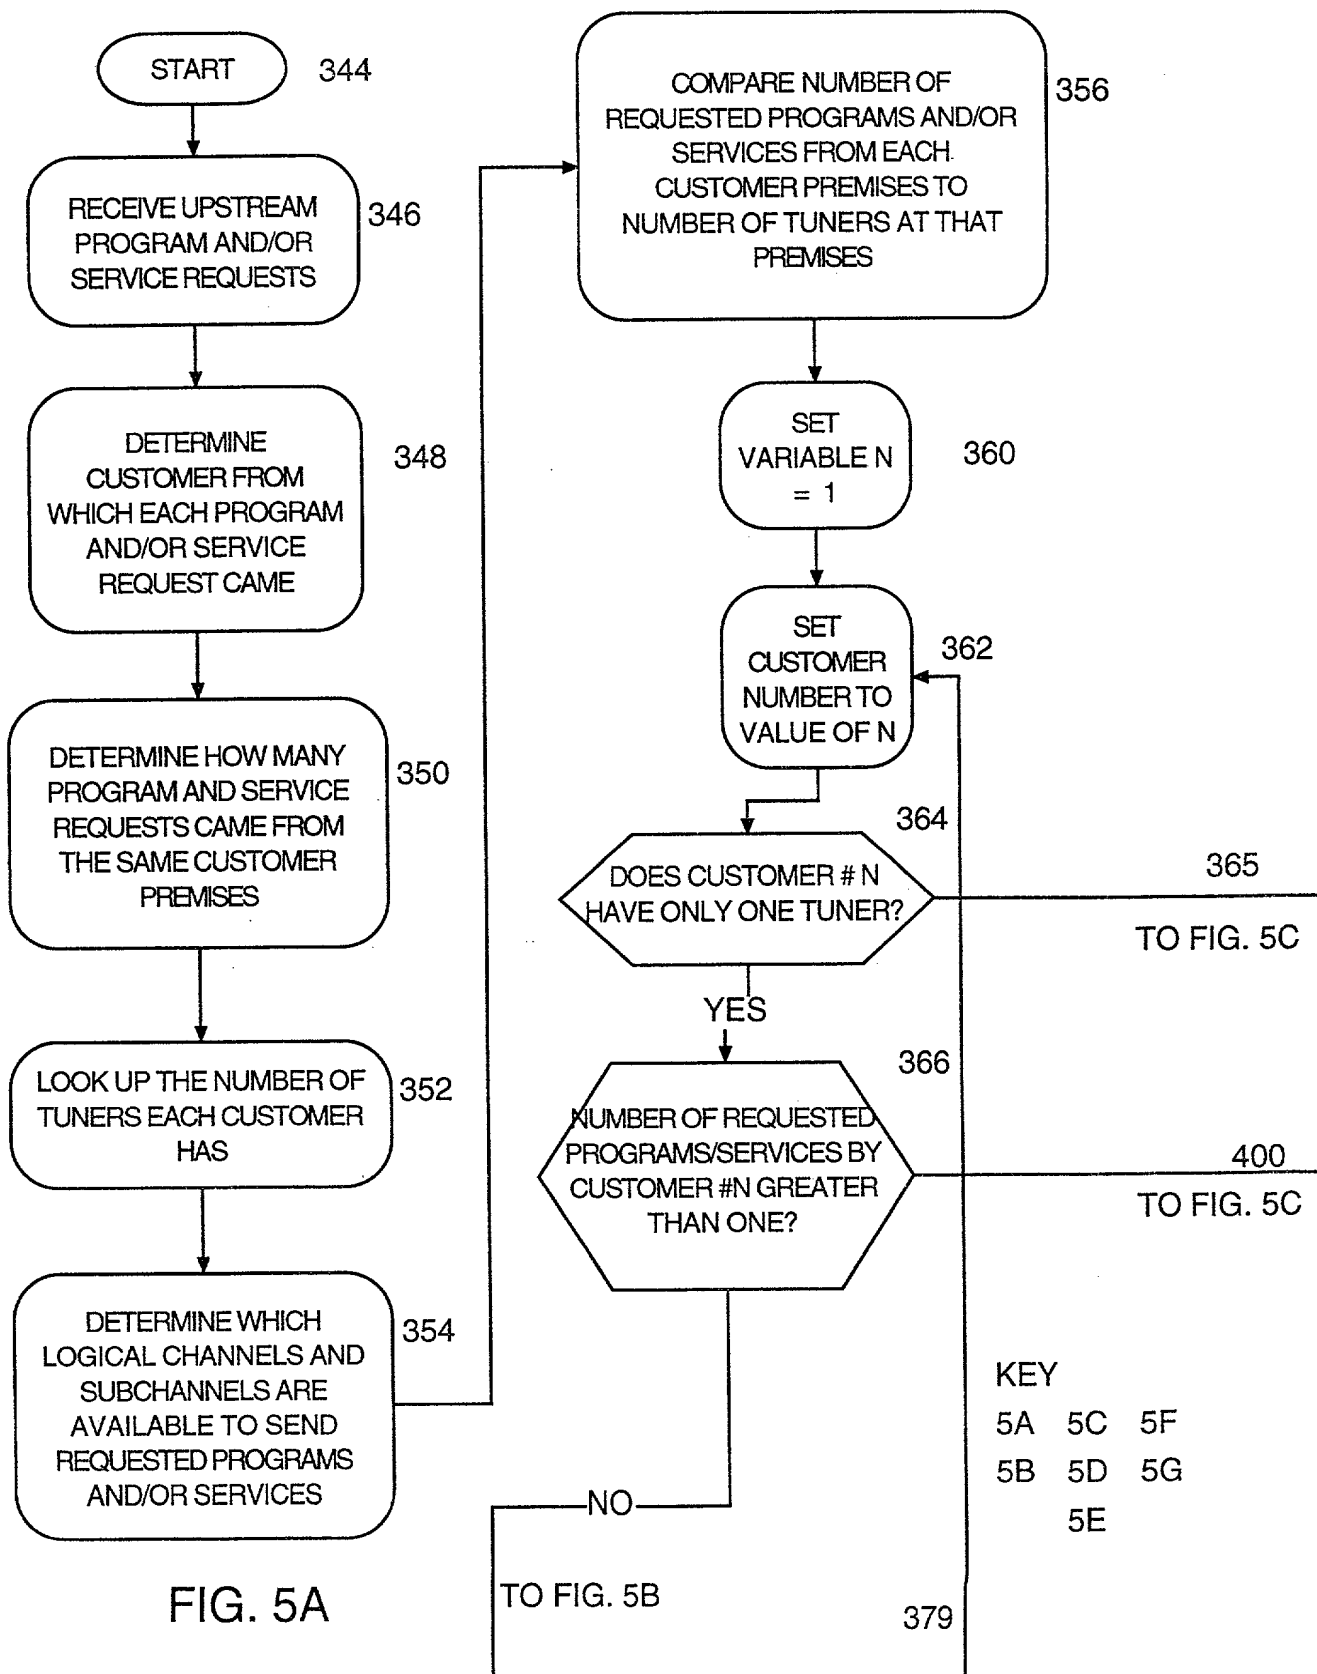 START
344
RECEIVE UPSTREAM
PROGRAM AND/OR
SERVICE REQUESTS
346
DETERMINE
CUSTOMER FROM
WHICH EACH PROGRAM
AND/OR SERVICE
REQUEST CAME
348
DETERMINE HOW MANY
PROGRAM AND SERVICE
REQUESTS CAME FROM
THE SAME CUSTOMER
PREMISES
350
LOOK UP THE NUMBER OF
TUNERS EACH CUSTOMER
HAS
352
DETERMINE WHICH
LOGICAL CHANNELS AND
SUBCHANNELS ARE
AVAILABLE TO SEND
REQUESTED PROGRAMS
AND/OR SERVICES
354
FIG. 5A
COMPARE NUMBER OF
REQUESTED PROGRAMS AND/OR
SERVICES FROM EACH
CUSTOMER PREMISES TO
NUMBER OF TUNERS AT THAT
PREMISES
356
SET
VARIABLE N
= 1
360
SET
CUSTOMER
NUMBER TO
VALUE OF N
362
364
DOES CUSTOMER # N
HAVE ONLY ONE TUNER?
365
TO FIG. 5C
YES
366
NUMBER OF REQUESTED
PROGRAMS/SERVICES BY
CUSTOMER #N GREATER
THAN ONE?
400
TO FIG. 5C
NO
TO FIG. 5B
379
KEY
5A 5C 5F
5B 5D 5G
5E